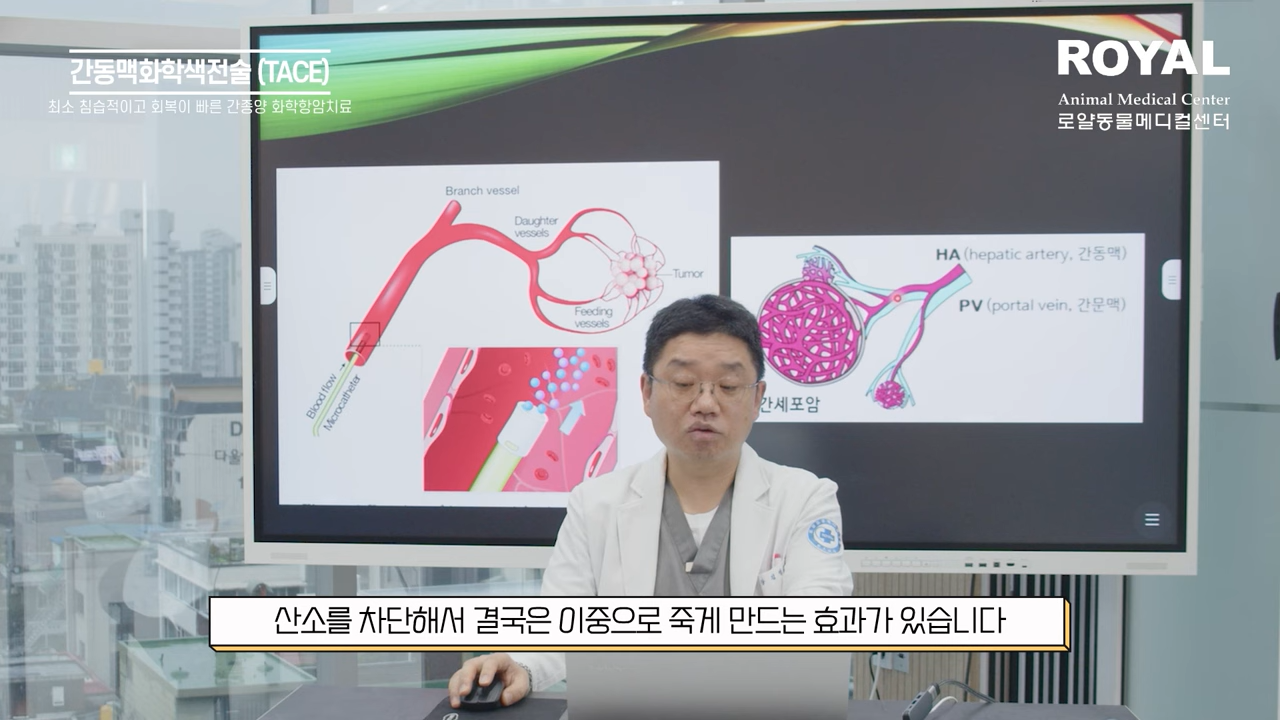 간동맥화학색전술 (TACE)
최소 침습적이고 회복이 빠른 간종양 화학항암치료
ROYAL
Animal Medical Center
로얄동물메디컬센터
Branch vessel
Daughter
vessels
Tumor
Feeding
vessels
Blood flow
Microcatheter
HA (hepatic artery, 간동맥)
PV (portal vein, 간문맥)
간세포암
산소를 차단해서 결국은 이중으로 죽게 만드는 효과가 있습니다